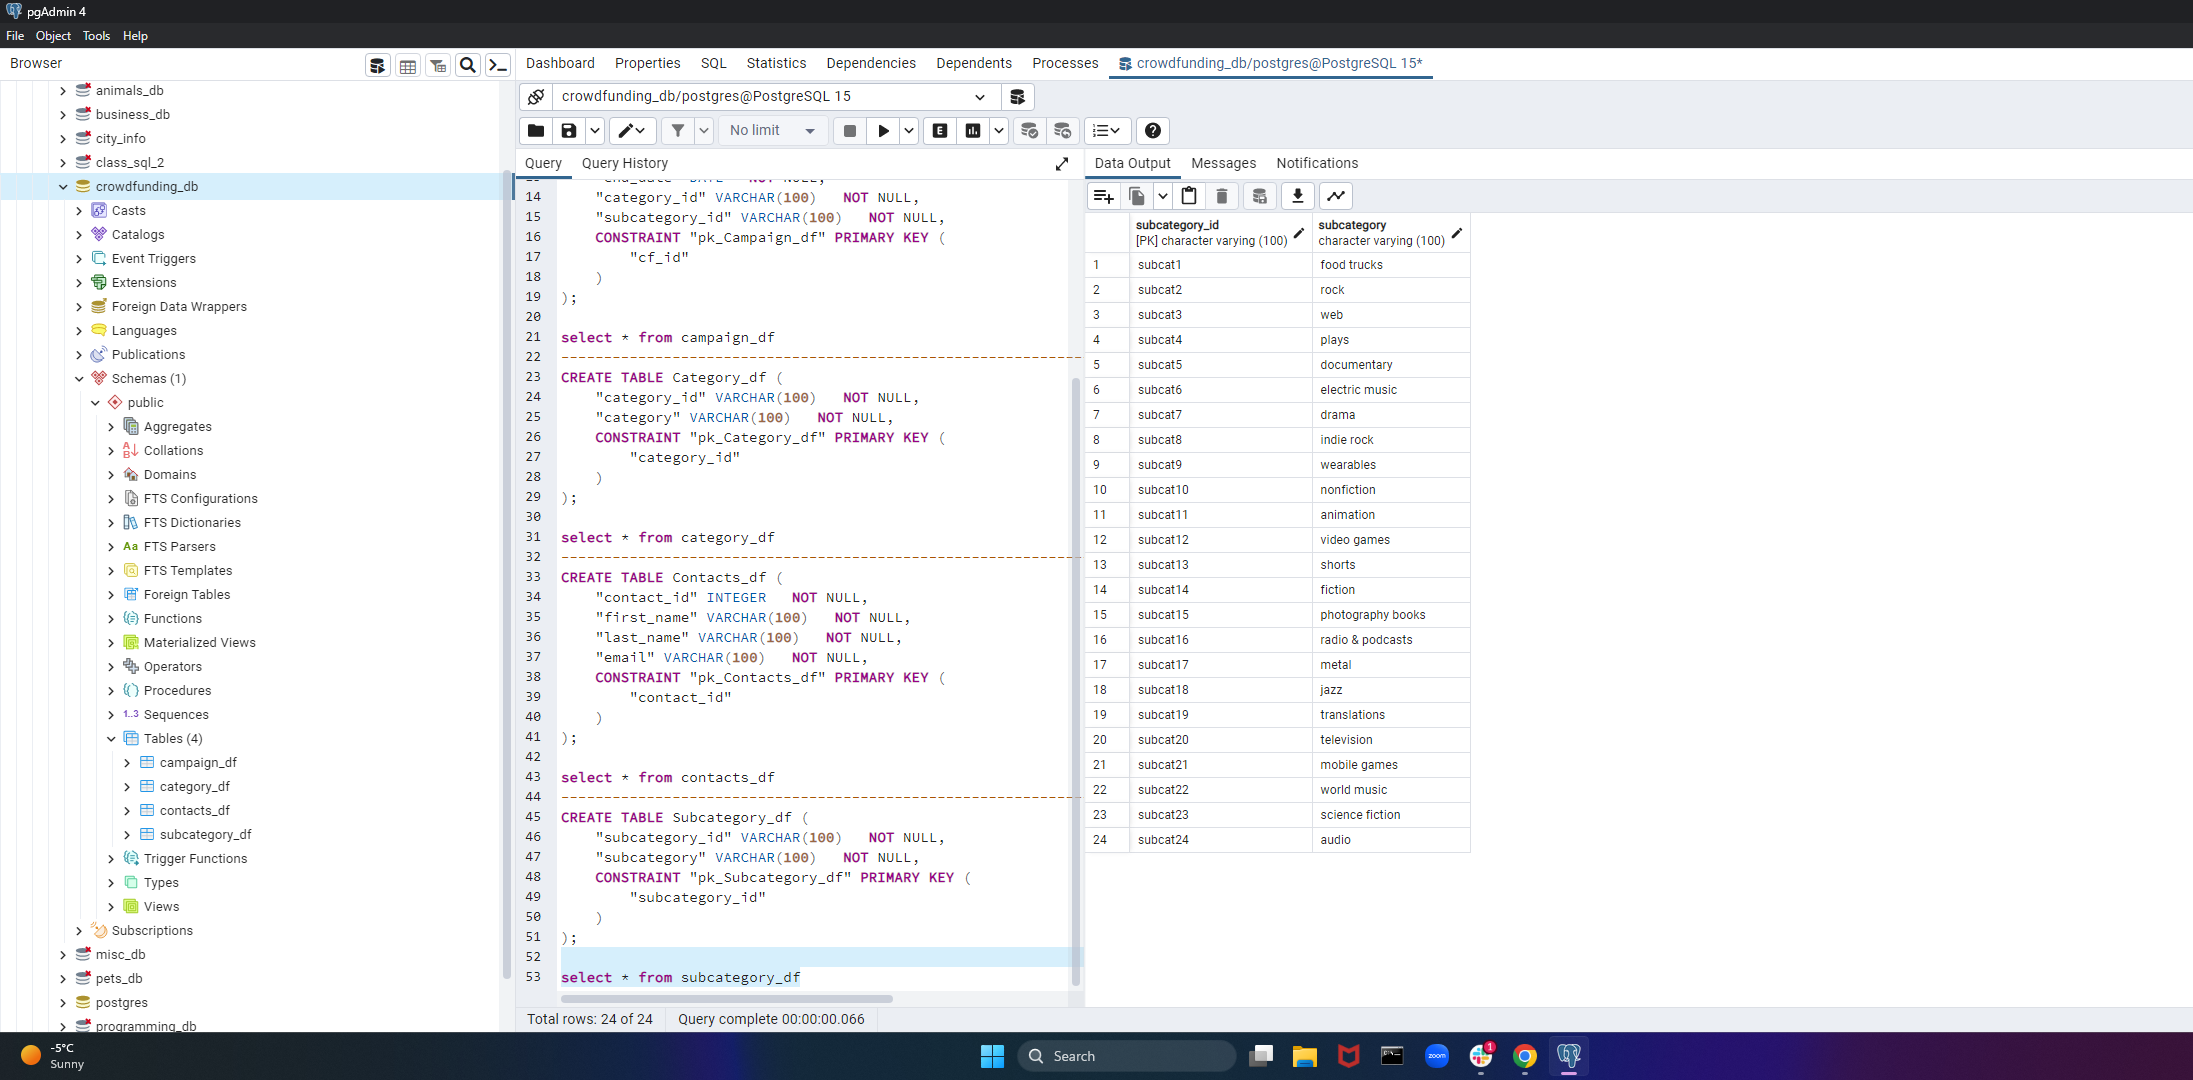 pgAdmin 4
File Object Tools Help
Browser
Dashboard Properties SQL Statistics Dependencies Dependents Processes crowdfunding_db/postgres@PostgreSQL 15*
animals_db
business_db
city_info
class_sql_2
crowdfunding_db
Casts
Catalogs
Event Triggers
Extensions
Foreign Data Wrappers
Languages
Publications
Schemas (1)
public
Aggregates
Collations
Domains
FTS Configurations
FTS Dictionaries
Aa FTS Parsers
FTS Templates
Foreign Tables
Functions
Materialized Views
Operators
Procedures
1..3 Sequences
Tables (4)
campaign_df
category_df
contacts_df
subcategory_df
Trigger Functions
Types
Views
Subscriptions
misc_db
pets_db
postgres
programming_db
crowdfunding_db/postgres@PostgreSQL 15
No limit
E
Query Query History
14 "category_id" VARCHAR(100) NOT NULL,
15 "subcategory_id" VARCHAR(100) NOT NULL,
16 CONSTRAINT "pk_Campaign_df" PRIMARY KEY (
17 "cf_id"
18 )
19 );
20
21 select * from campaign_df
22 --------------------------------------------------------------
23 CREATE TABLE Category_df (
24 "category_id" VARCHAR(100) NOT NULL,
25 "category" VARCHAR(100) NOT NULL,
26 CONSTRAINT "pk_Category_df" PRIMARY KEY (
27 "category_id"
28 )
29 );
30
31 select * from category_df
32 --------------------------------------------------------------
33 CREATE TABLE Contacts_df (
34 "contact_id" INTEGER NOT NULL,
35 "first_name" VARCHAR(100) NOT NULL,
36 "last_name" VARCHAR(100) NOT NULL,
37 "email" VARCHAR(100) NOT NULL,
38 CONSTRAINT "pk_Contacts_df" PRIMARY KEY (
39 "contact_id"
40 )
41 );
42
43 select * from contacts_df
44 --------------------------------------------------------------
45 CREATE TABLE Subcategory_df (
46 "subcategory_id" VARCHAR(100) NOT NULL,
47 "subcategory" VARCHAR(100) NOT NULL,
48 CONSTRAINT "pk_Subcategory_df" PRIMARY KEY (
49 "subcategory_id"
50 )
51 );
52
53 select * from subcategory_df
Total rows: 24 of 24 Query complete 00:00:00.066
Data Output Messages Notifications
subcategory_id subcategory
[PK] character varying (100) character varying (100)
1 subcat1 food trucks
2 subcat2 rock
3 subcat3 web
4 subcat4 plays
5 subcat5 documentary
6 subcat6 electric music
7 subcat7 drama
8 subcat8 indie rock
9 subcat9 wearables
10 subcat10 nonfiction
11 subcat11 animation
12 subcat12 video games
13 subcat13 shorts
14 subcat14 fiction
15 subcat15 photography books
16 subcat16 radio & podcasts
17 subcat17 metal
18 subcat18 jazz
19 subcat19 translations
20 subcat20 television
21 subcat21 mobile games
22 subcat22 world music
23 subcat23 science fiction
24 subcat24 audio
-5°C
Sunny
Search
zoom
1